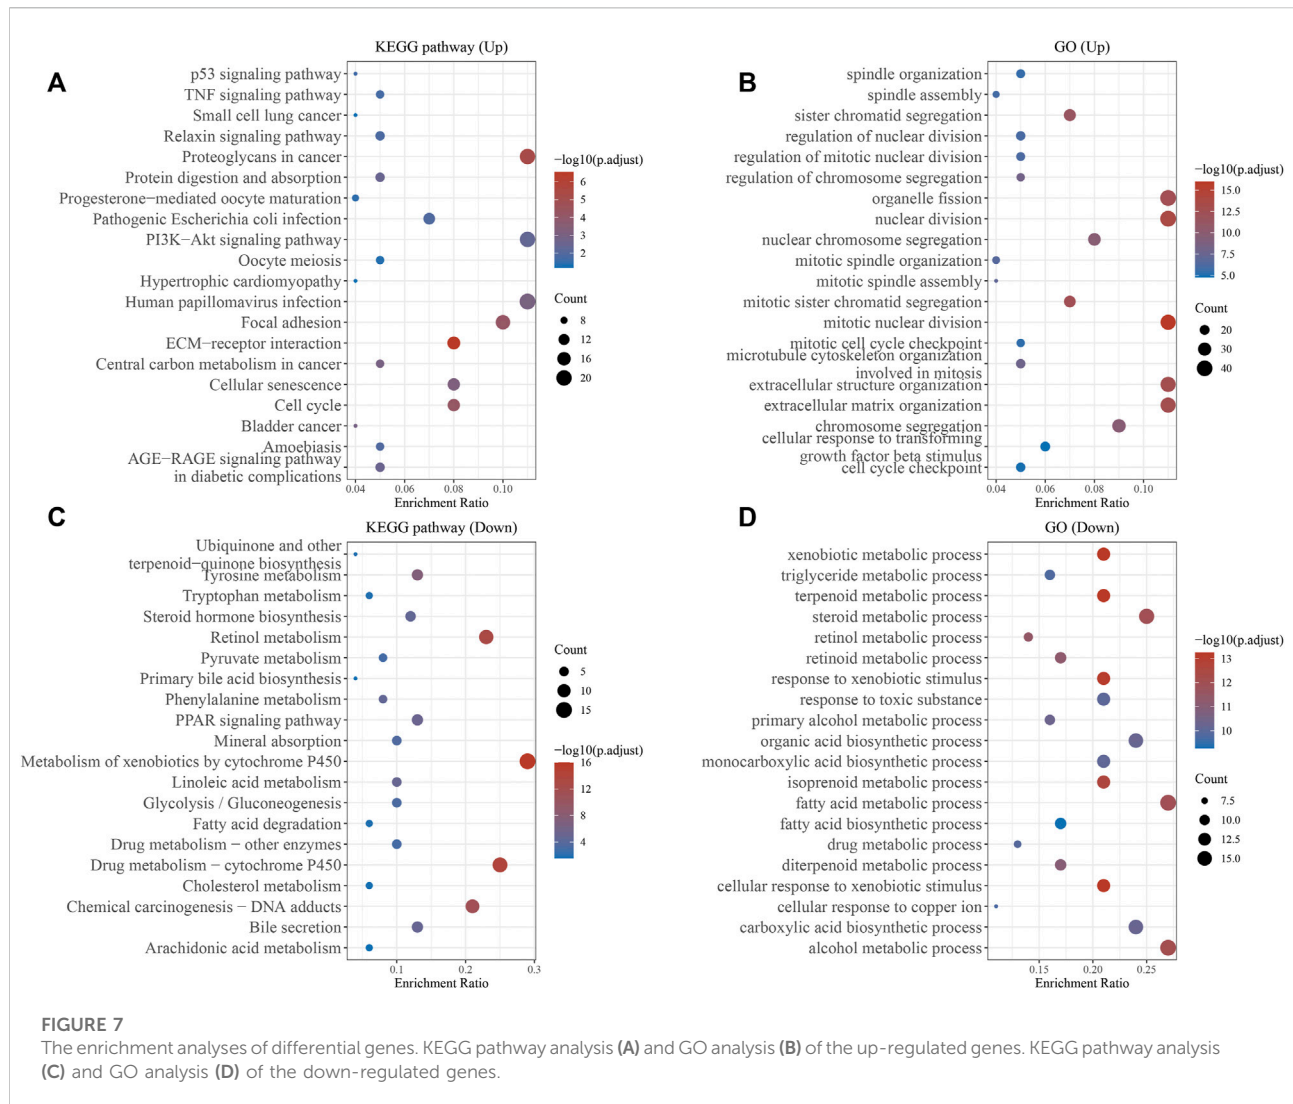 A
KEGG pathway (Up)
p53 signaling pathway
TNF signaling pathway
Small cell lung cancer
Relaxin signaling pathway
Proteoglycans in cancer
Protein digestion and absorption
Progesterone−mediated oocyte maturation
Pathogenic Escherichia coli infection
PI3K−Akt signaling pathway
Oocyte meiosis
Hypertrophic cardiomyopathy
Human papillomavirus infection
Focal adhesion
ECM−receptor interaction
Central carbon metabolism in cancer
Cellular senescence
Cell cycle
Bladder cancer
Amoebiasis
AGE−RAGE signaling pathway
in diabetic complications
0.04 0.06 0.08 0.10
Enrichment Ratio
−log10(p.adjust)
6
5
4
3
2
Count
8
12
16
20
B
GO (Up)
spindle organization
spindle assembly
sister chromatid segregation
regulation of nuclear division
regulation of mitotic nuclear division
regulation of chromosome segregation
organelle fission
nuclear division
nuclear chromosome segregation
mitotic spindle organization
mitotic spindle assembly
mitotic sister chromatid segregation
mitotic nuclear division
mitotic cell cycle checkpoint
microtubule cytoskeleton organization
involved in mitosis
extracellular structure organization
extracellular matrix organization
chromosome segregation
cellular response to transforming
growth factor beta stimulus
cell cycle checkpoint
0.04 0.06 0.08 0.10
Enrichment Ratio
−log10(p.adjust)
15.0
12.5
10.0
7.5
5.0
Count
20
30
40
C
KEGG pathway (Down)
Ubiquinone and other
terpenoid−quinone biosynthesis
Tyrosine metabolism
Tryptophan metabolism
Steroid hormone biosynthesis
Retinol metabolism
Pyruvate metabolism
Primary bile acid biosynthesis
Phenylalanine metabolism
PPAR signaling pathway
Mineral absorption
Metabolism of xenobiotics by cytochrome P450
Linoleic acid metabolism
Glycolysis / Gluconeogenesis
Fatty acid degradation
Drug metabolism − other enzymes
Drug metabolism − cytochrome P450
Cholesterol metabolism
Chemical carcinogenesis − DNA adducts
Bile secretion
Arachidonic acid metabolism
0.1 0.2 0.3
Enrichment Ratio
Count
5
10
15
−log10(p.adjust)
16
12
8
4
D
GO (Down)
xenobiotic metabolic process
triglyceride metabolic process
terpenoid metabolic process
steroid metabolic process
retinol metabolic process
retinoid metabolic process
response to xenobiotic stimulus
response to toxic substance
primary alcohol metabolic process
organic acid biosynthetic process
monocarboxylic acid biosynthetic process
isoprenoid metabolic process
fatty acid metabolic process
fatty acid biosynthetic process
drug metabolic process
diterpenoid metabolic process
cellular response to xenobiotic stimulus
cellular response to copper ion
carboxylic acid biosynthetic process
alcohol metabolic process
0.15 0.20 0.25
Enrichment Ratio
−log10(p.adjust)
13
12
11
10
Count
7.5
10.0
12.5
15.0
FIGURE 7
The enrichment analyses of differential genes. KEGG pathway analysis (A) and GO analysis (B) of the up-regulated genes. KEGG pathway analysis
(C) and GO analysis (D) of the down-regulated genes.